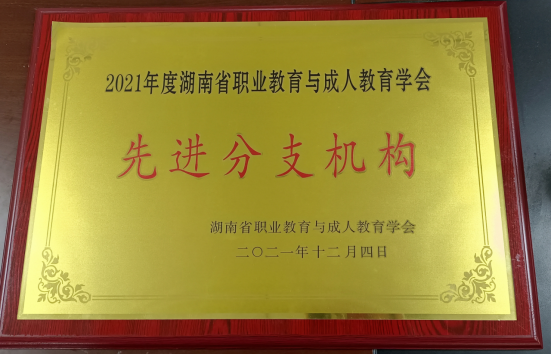 2021年度湖南省职业教育与成人教育学会
先进分支机构
湖南省职业教育与成人教育学会
二〇二一年十二月四日